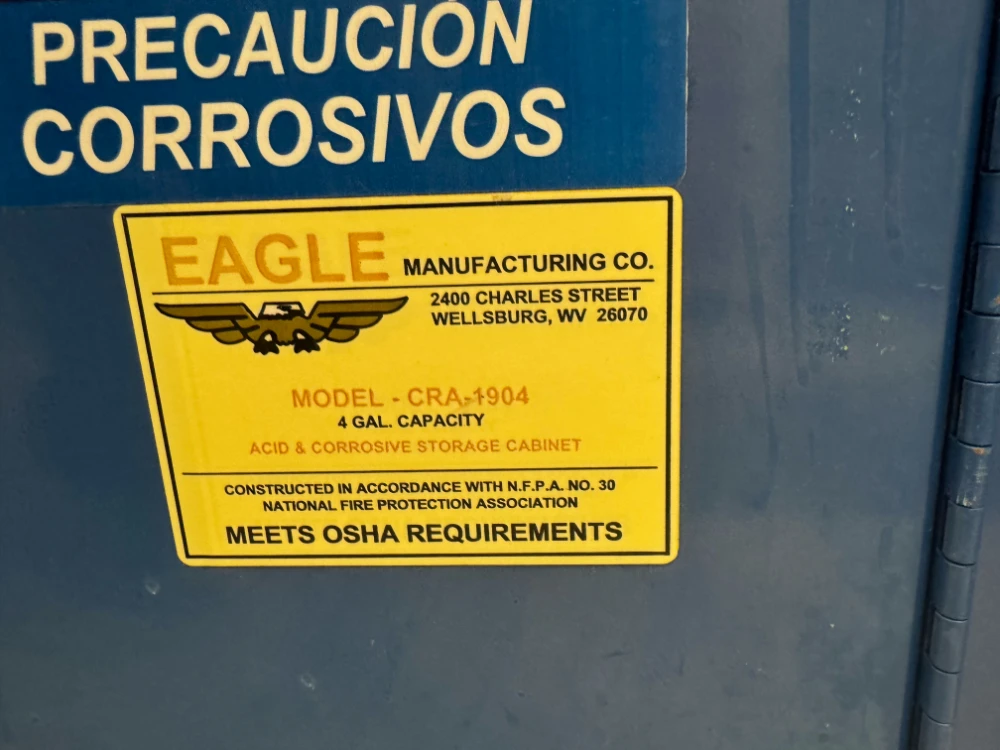 PRECAUCIÓN
CORROSIVOS
EAGLE MANUFACTURING CO.
2400 CHARLES STREET
WELLSBURG, WV 26070
MODEL - CRA-1904
4 GAL. CAPACITY
ACID & CORROSIVE STORAGE CABINET
CONSTRUCTED IN ACCORDANCE WITH N.F.P.A. NO. 30
NATIONAL FIRE PROTECTION ASSOCIATION
MEETS OSHA REQUIREMENTS